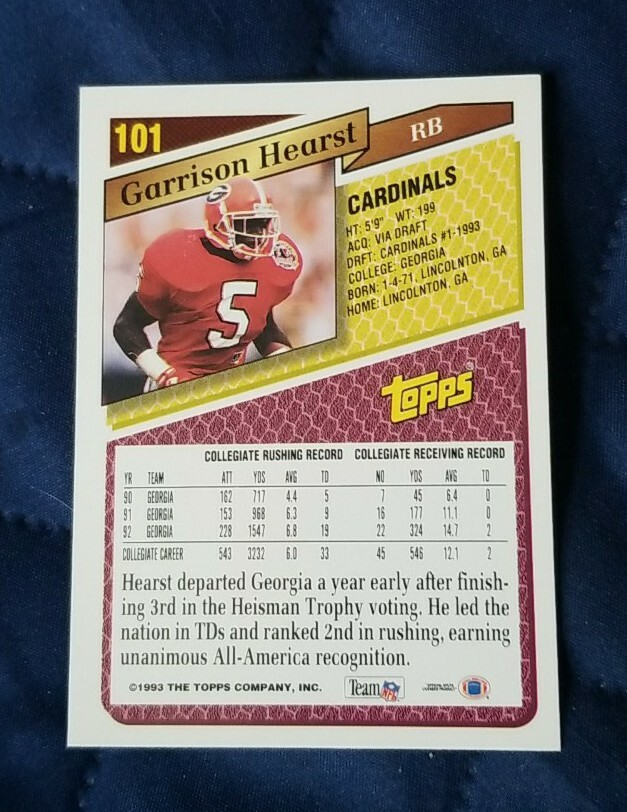 101
Garrison Hearst
RB
5
CARDINALS
HT: 5'9" WT: 199
ACQ: VIA DRAFT
DRFT: CARDINALS #1-1993
COLLEGE: GEORGIA
BORN: 1-4-71, LINCOLNTON, GA
HOME: LINCOLNTON, GA
TOPPS®
COLLEGIATE RUSHING RECORD COLLEGIATE RECEIVING RECORD
YR TEAM ATT YDS AVG TD NO YDS AVG TD
90 GEORGIA 162 717 4.4 5 7 45 6.4 0
91 GEORGIA 153 968 6.3 9 16 177 11.1 0
92 GEORGIA 228 1547 6.8 19 22 324 14.7 2
COLLEGIATE CAREER 543 3232 6.0 33 45 546 12.1 2
Hearst departed Georgia a year early after finish-
ing 3rd in the Heisman Trophy voting. He led the
nation in TDs and ranked 2nd in rushing, earning
unanimous All-America recognition.
©1993 THE TOPPS COMPANY, INC. Team NFL